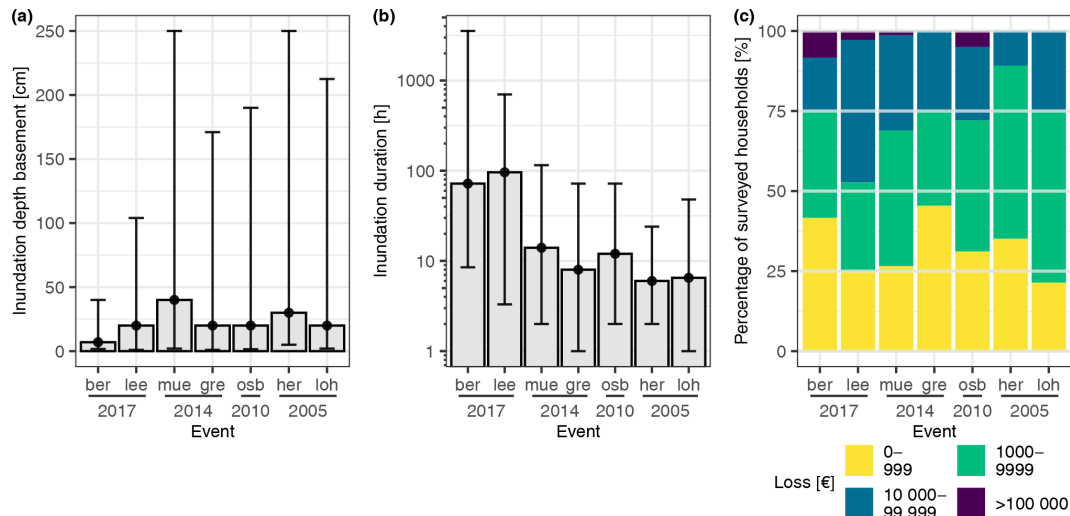 (a)
Inundation depth basement [cm]
250
200
150
100
50
0
ber lee mue gre osb her loh
2017 2014 2010 2005
Event
(b)
Inundation duration [h]
1000
100
10
1
ber lee mue gre osb her loh
2017 2014 2010 2005
Event
(c)
Percentage of surveyed households [%]
100
75
50
25
0
ber lee mue gre osb her loh
2017 2014 2010 2005
Event
Loss [€]
0–
999
1000–
9999
10 000–
99 999
>100 000